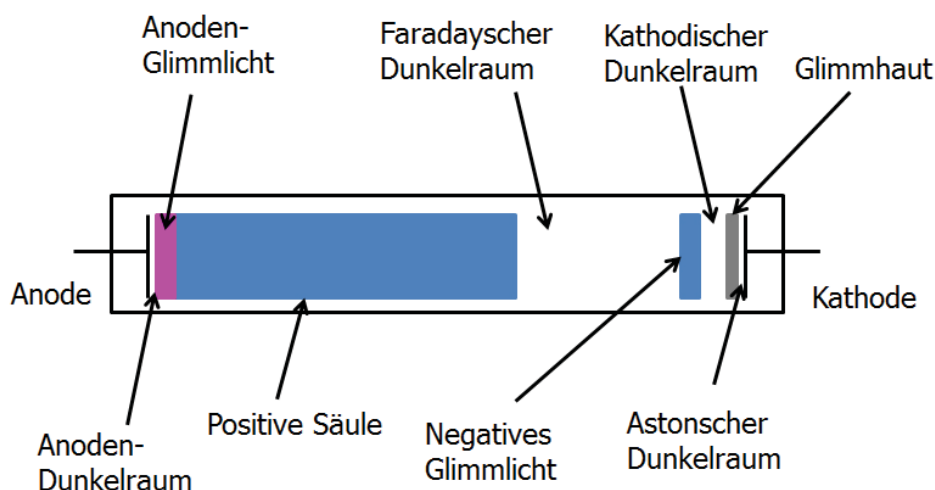 Anoden-
Glimmlicht
Faradayscher
Dunkelraum
Kathodischer
Dunkelraum
Glimmhaut
Anode
Kathode
Anoden-
Dunkelraum
Positive Säule
Negatives
Glimmlicht
Astonscher
Dunkelraum